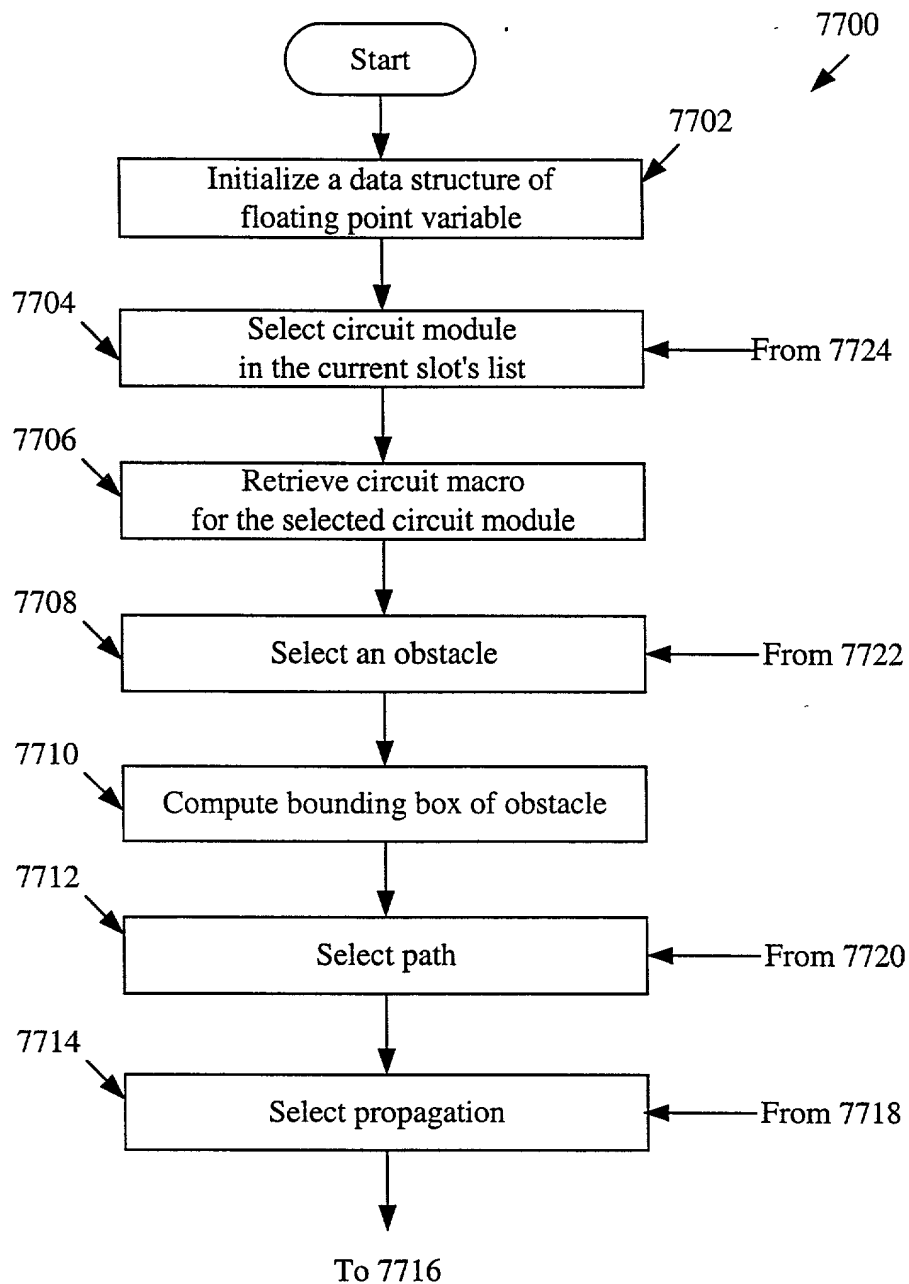 7700
Start
7702
Initialize a data structure of
floating point variable
7704
Select circuit module
in the current slot's list
From 7724
7706
Retrieve circuit macro
for the selected circuit module
7708
Select an obstacle
From 7722
7710
Compute bounding box of obstacle
7712
Select path
From 7720
7714
Select propagation
From 7718
To 7716